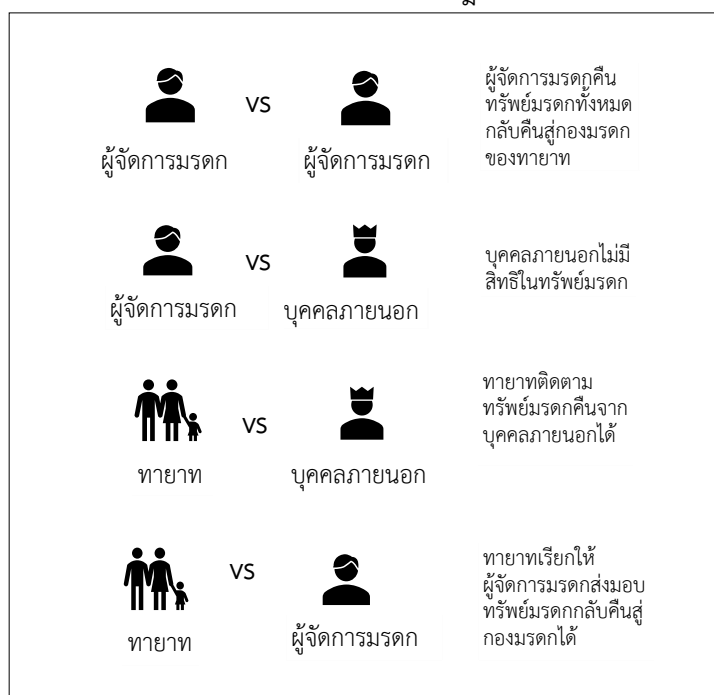 ผู้จัดการมรดก
vs
ผู้จัดการมรดก
ผู้จัดการมรดกคืน
ทรัพย์มรดกทั้งหมด
กลับคืนสู่กองมรดก
ของทายาท
ผู้จัดการมรดก
vs
บุคคลภายนอก
บุคคลภายนอกไม่มี
สิทธิในทรัพย์มรดก
ทายาท
vs
บุคคลภายนอก
ทายาทติดตาม
ทรัพย์มรดกคืนจาก
บุคคลภายนอกได้
ทายาท
vs
ผู้จัดการมรดก
ทายาทเรียกให้
ผู้จัดการมรดกส่งมอบ
ทรัพย์มรดกกลับคืนสู่
กองมรดกได้